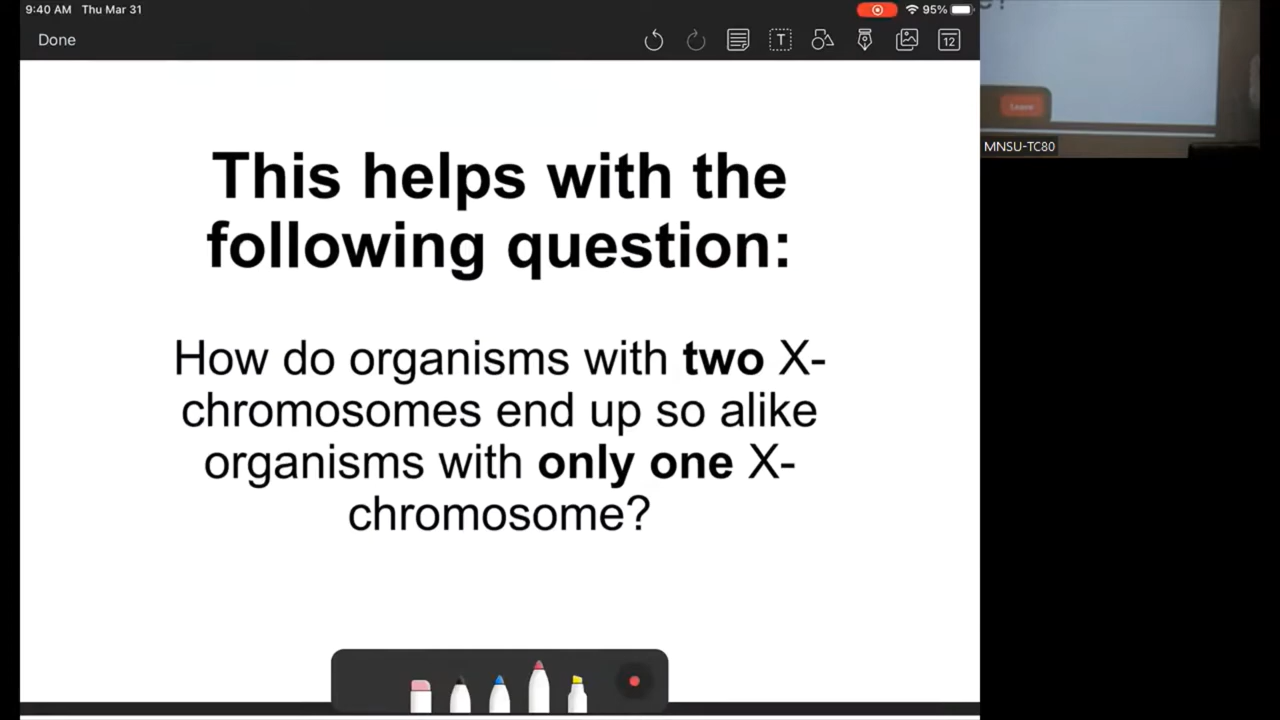 9:40 AM Thu Mar 31
95%
Done
T
12
This helps with the
following question:
How do organisms with two X-
chromosomes end up so alike
organisms with only one X-
chromosome?
Leave
MNSU-TC80